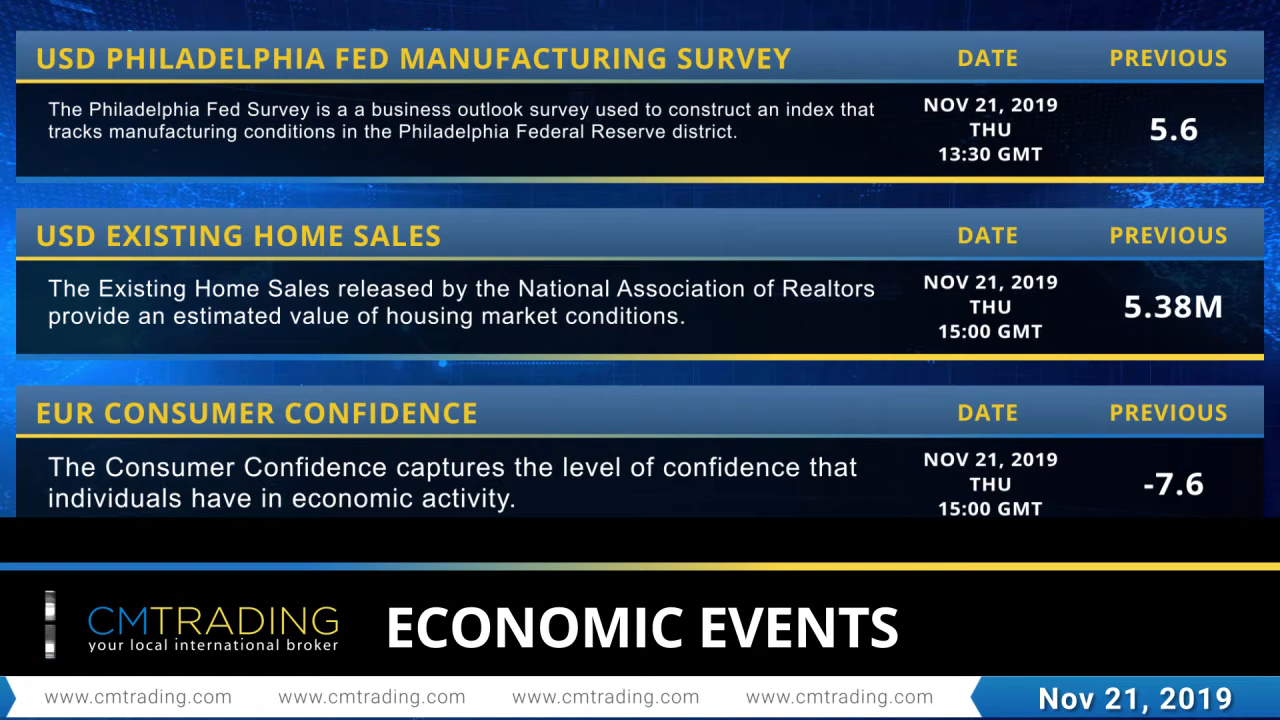 USD PHILADELPHIA FED MANUFACTURING SURVEY DATE PREVIOUS
The Philadelphia Fed Survey is a a business outlook survey used to construct an index that
tracks manufacturing conditions in the Philadelphia Federal Reserve district.
NOV 21, 2019
THU
13:30 GMT
5.6
USD EXISTING HOME SALES DATE PREVIOUS
The Existing Home Sales released by the National Association of Realtors
provide an estimated value of housing market conditions.
NOV 21, 2019
THU
15:00 GMT
5.38M
EUR CONSUMER CONFIDENCE DATE PREVIOUS
The Consumer Confidence captures the level of confidence that
individuals have in economic activity.
NOV 21, 2019
THU
15:00 GMT
-7.6
CMTRADING
your local international broker
ECONOMIC EVENTS
www.cmtrading.com www.cmtrading.com www.cmtrading.com www.cmtrading.com
Nov 21, 2019